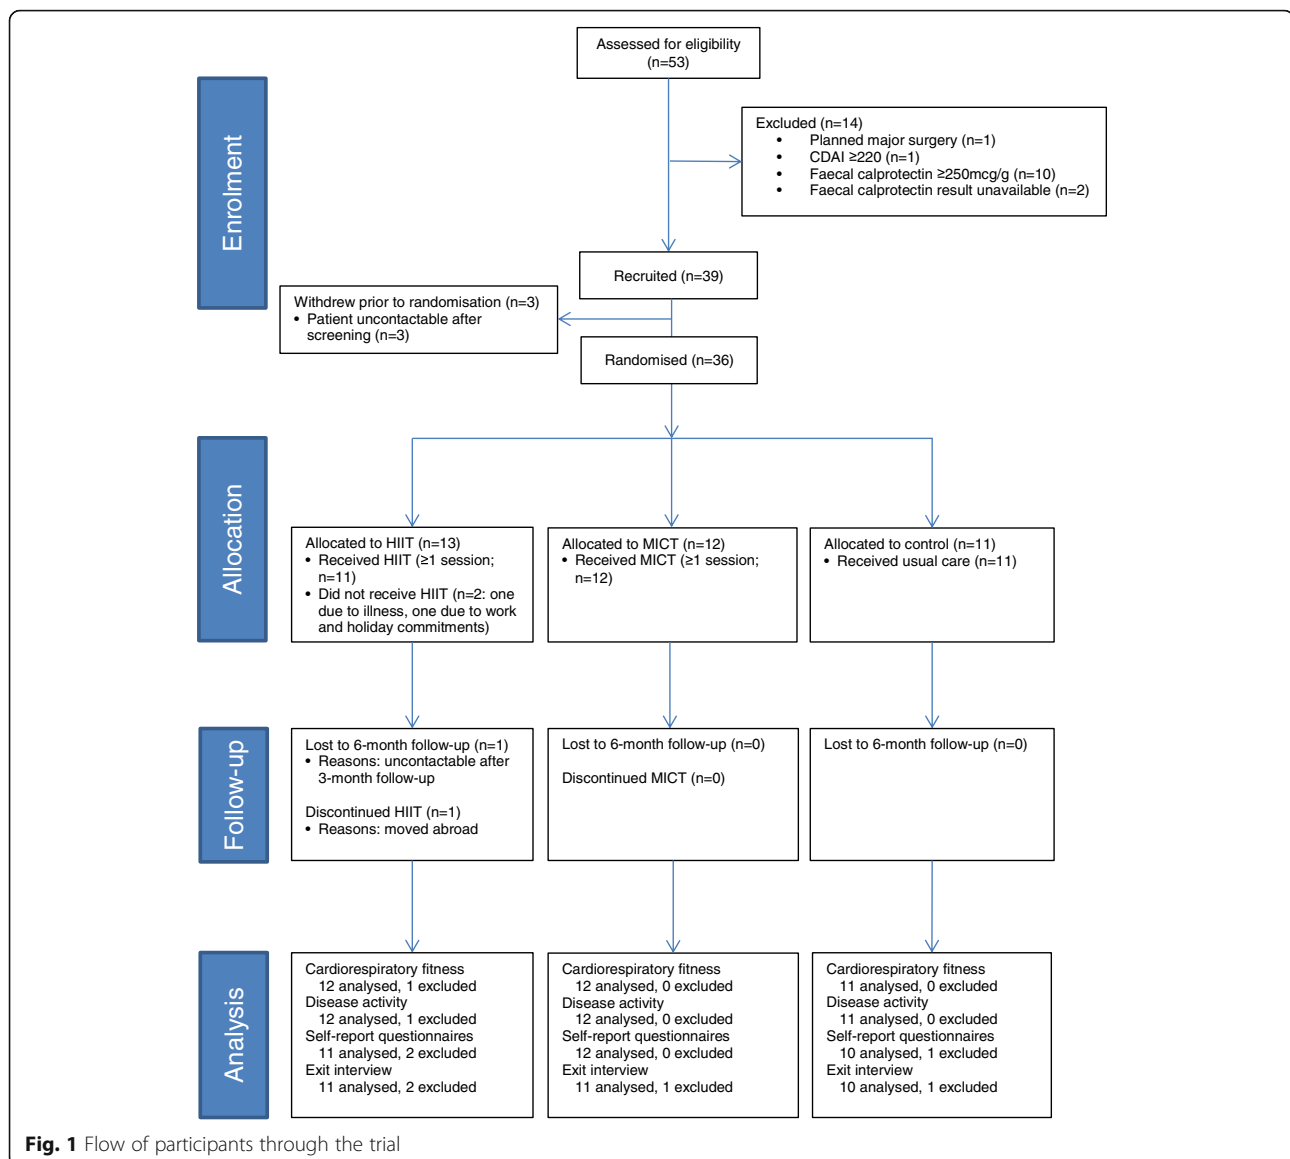 Assessed for eligibility
(n=53)
Enrolment
Excluded (n=14)
• Planned major surgery (n=1)
• CDAI ≥220 (n=1)
• Faecal calprotectin ≥250mcg/g (n=10)
• Faecal calprotectin result unavailable (n=2)
Recruited (n=39)
Withdrew prior to randomisation (n=3)
• Patient uncontactable after
screening (n=3)
Randomised (n=36)
Allocation
Allocated to HIIT (n=13)
• Received HIIT (≥1 session;
n=11)
• Did not receive HIIT (n=2: one
due to illness, one due to work
and holiday commitments)
Allocated to MICT (n=12)
• Received MICT (≥1 session;
n=12)
Allocated to control (n=11)
• Received usual care (n=11)
Follow-up
Lost to 6-month follow-up (n=1)
• Reasons: uncontactable after
3-month follow-up
Discontinued HIIT (n=1)
• Reasons: moved abroad
Lost to 6-month follow-up (n=0)
Discontinued MICT (n=0)
Lost to 6-month follow-up (n=0)
Analysis
Cardiorespiratory fitness
12 analysed, 1 excluded
Disease activity
12 analysed, 1 excluded
Self-report questionnaires
11 analysed, 2 excluded
Exit interview
11 analysed, 2 excluded
Cardiorespiratory fitness
12 analysed, 0 excluded
Disease activity
12 analysed, 0 excluded
Self-report questionnaires
12 analysed, 0 excluded
Exit interview
11 analysed, 1 excluded
Cardiorespiratory fitness
11 analysed, 0 excluded
Disease activity
11 analysed, 0 excluded
Self-report questionnaires
10 analysed, 1 excluded
Exit interview
10 analysed, 1 excluded
Fig. 1 Flow of participants through the trial